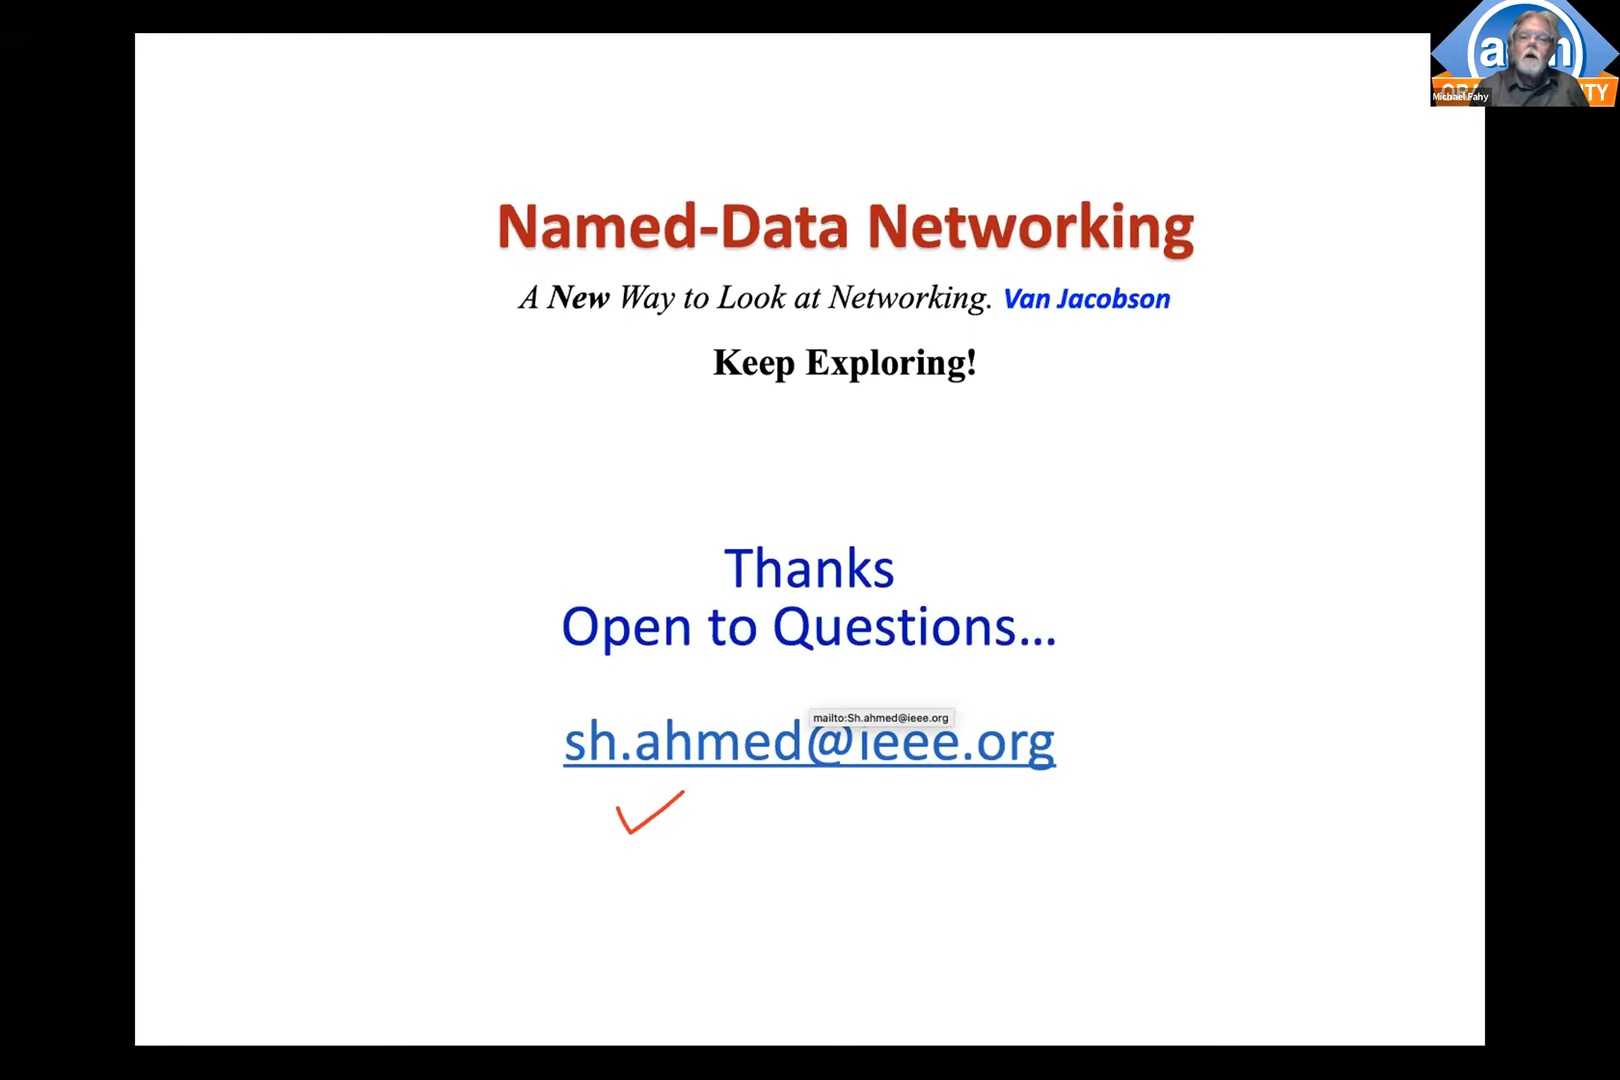 Named-Data Networking
A New Way to Look at Networking. Van Jacobson
Keep Exploring!
Thanks
Open to Questions...
mailto:Sh.ahmed@ieee.org
sh.ahmed@ieee.org
Michael Fahy